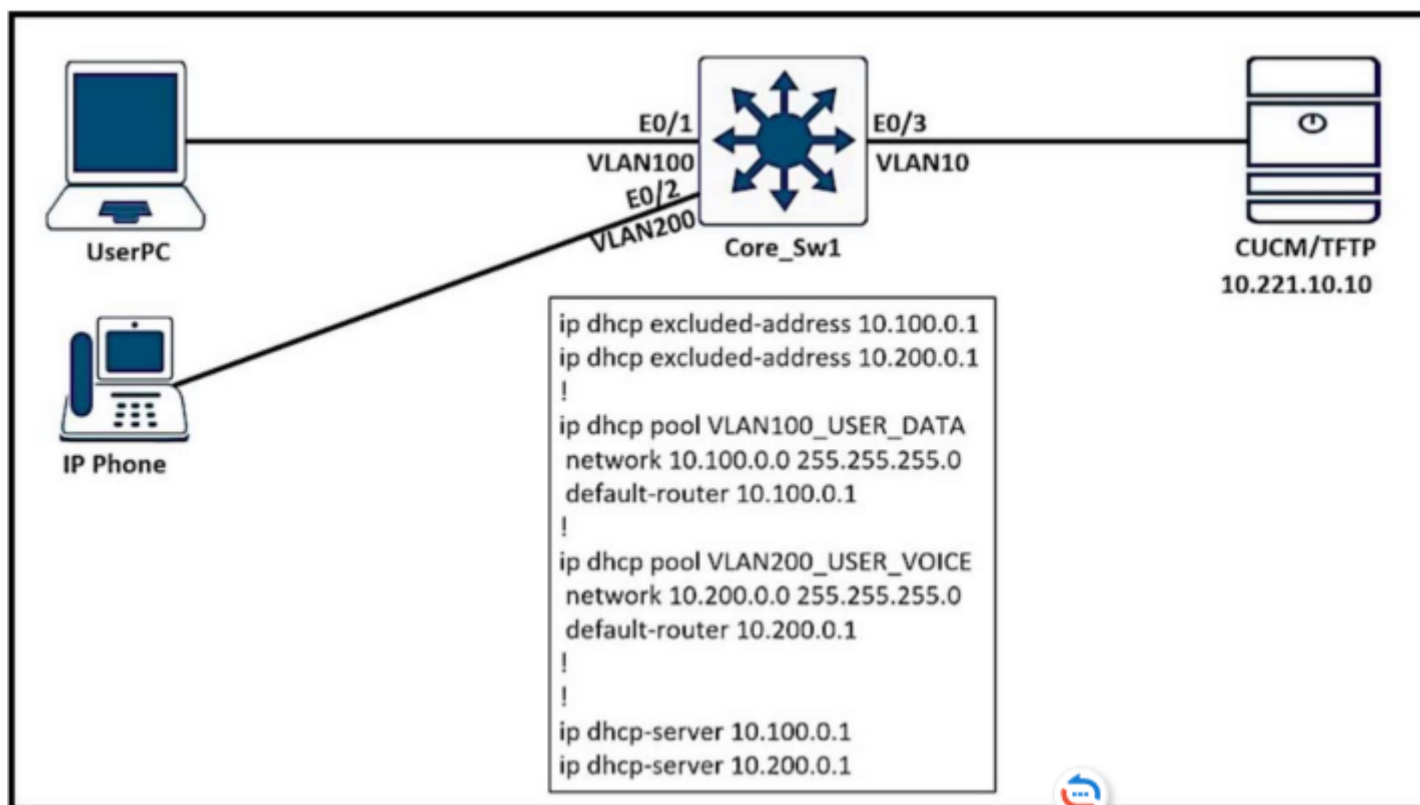 E0/1
E0/3
VLAN100
VLAN10
E0/2
VLAN200
UserPC
Core_Sw1
CUCM/TFTP
10.221.10.10
IP Phone
ip dhcp excluded-address 10.100.0.1
ip dhcp excluded-address 10.200.0.1
!
ip dhcp pool VLAN100_USER_DATA
network 10.100.0.0 255.255.255.0
default-router 10.100.0.1
!
ip dhcp pool VLAN200_USER_VOICE
network 10.200.0.0 255.255.255.0
default-router 10.200.0.1
!
!
ip dhcp-server 10.100.0.1
ip dhcp-server 10.200.0.1